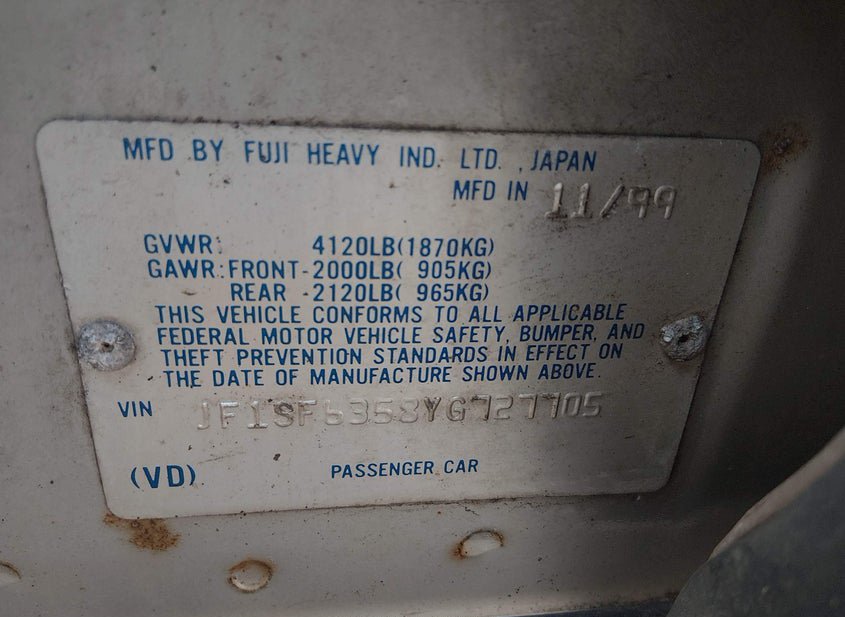 MFD BY FUJI HEAVY IND. LTD. , JAPAN
MFD IN 11/99
GVWR: 4120LB(1870KG)
GAWR: FRONT-2000LB( 905KG)
REAR -2120LB( 965KG)
THIS VEHICLE CONFORMS TO ALL APPLICABLE
FEDERAL MOTOR VEHICLE SAFETY, BUMPER, AND
THEFT PREVENTION STANDARDS IN EFFECT ON
THE DATE OF MANUFACTURE SHOWN ABOVE.
VIN JF1SF6358YG727705
(VD) PASSENGER CAR